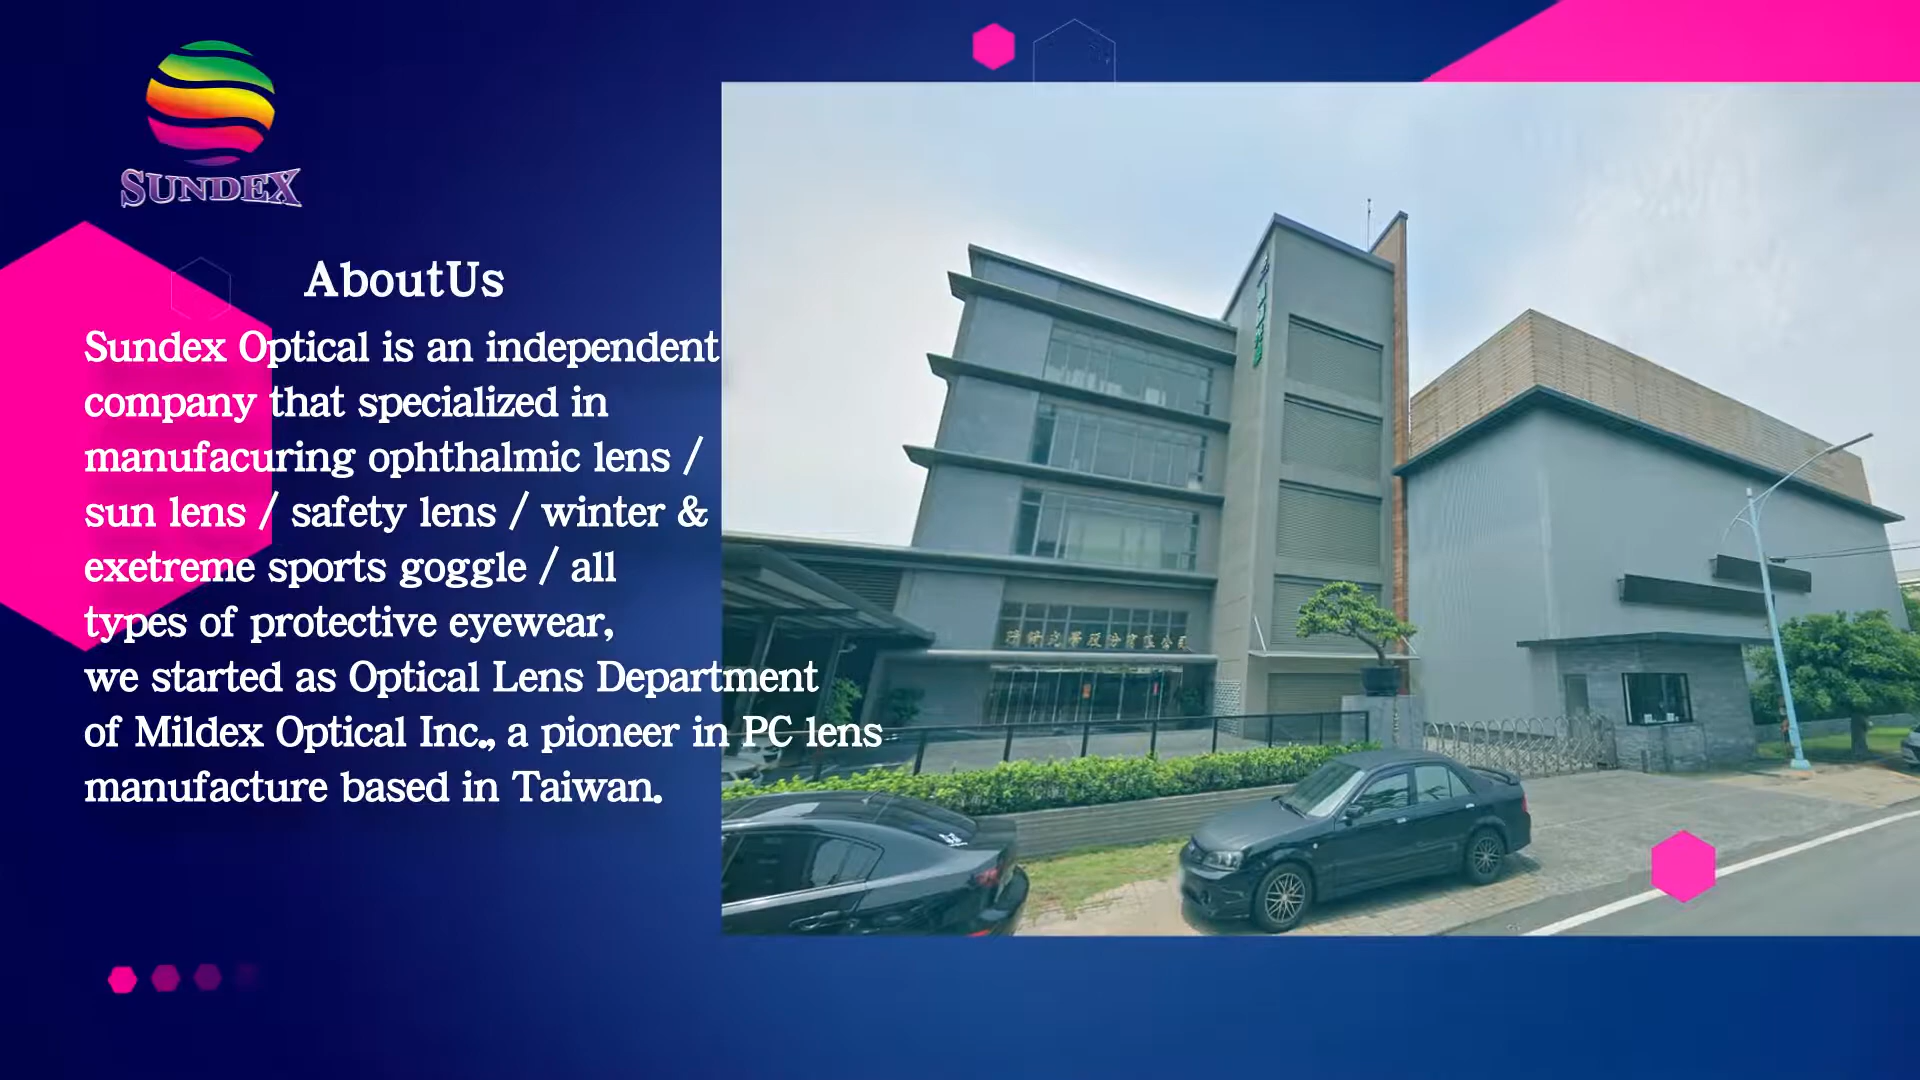 SUNDEX
AboutUs
Sundex Optical is an independent
company that specialized in
manufacuring ophthalmic lens /
sun lens / safety lens / winter &
exetreme sports goggle / all
types of protective eyewear,
we started as Optical Lens Department
of Mildex Optical Inc., a pioneer in PC lens
manufacture based in Taiwan.